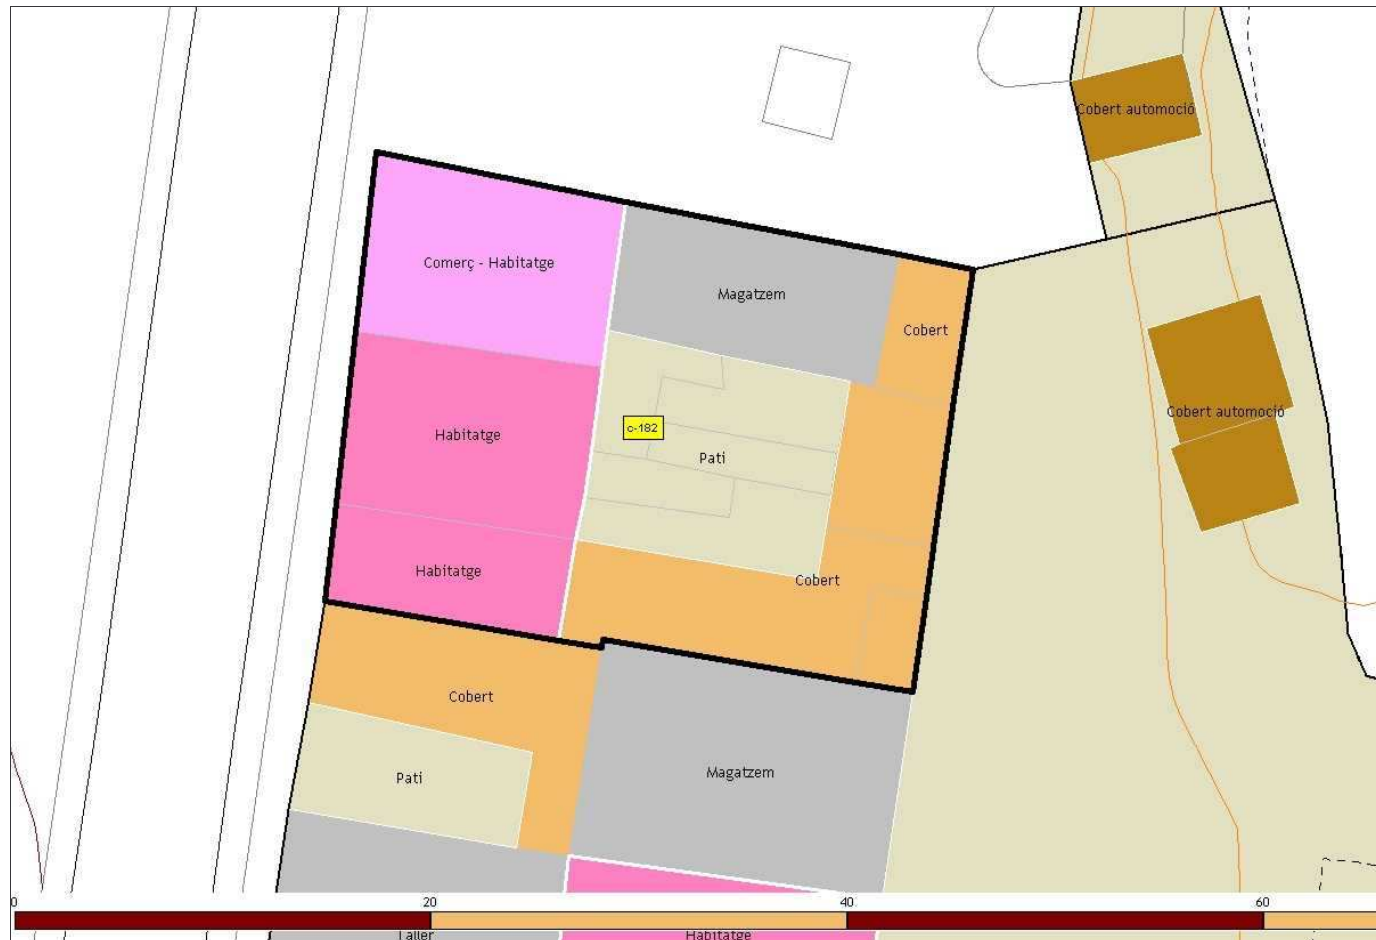 Cobert automoció
Comerç - Habitatge
Magatzem
Cobert
Cobert automoció
c-182
Habitatge
Pati
Habitatge
Cobert
Cobert
Magatzem
Pati
0 20 40 60
Taller Habitatge